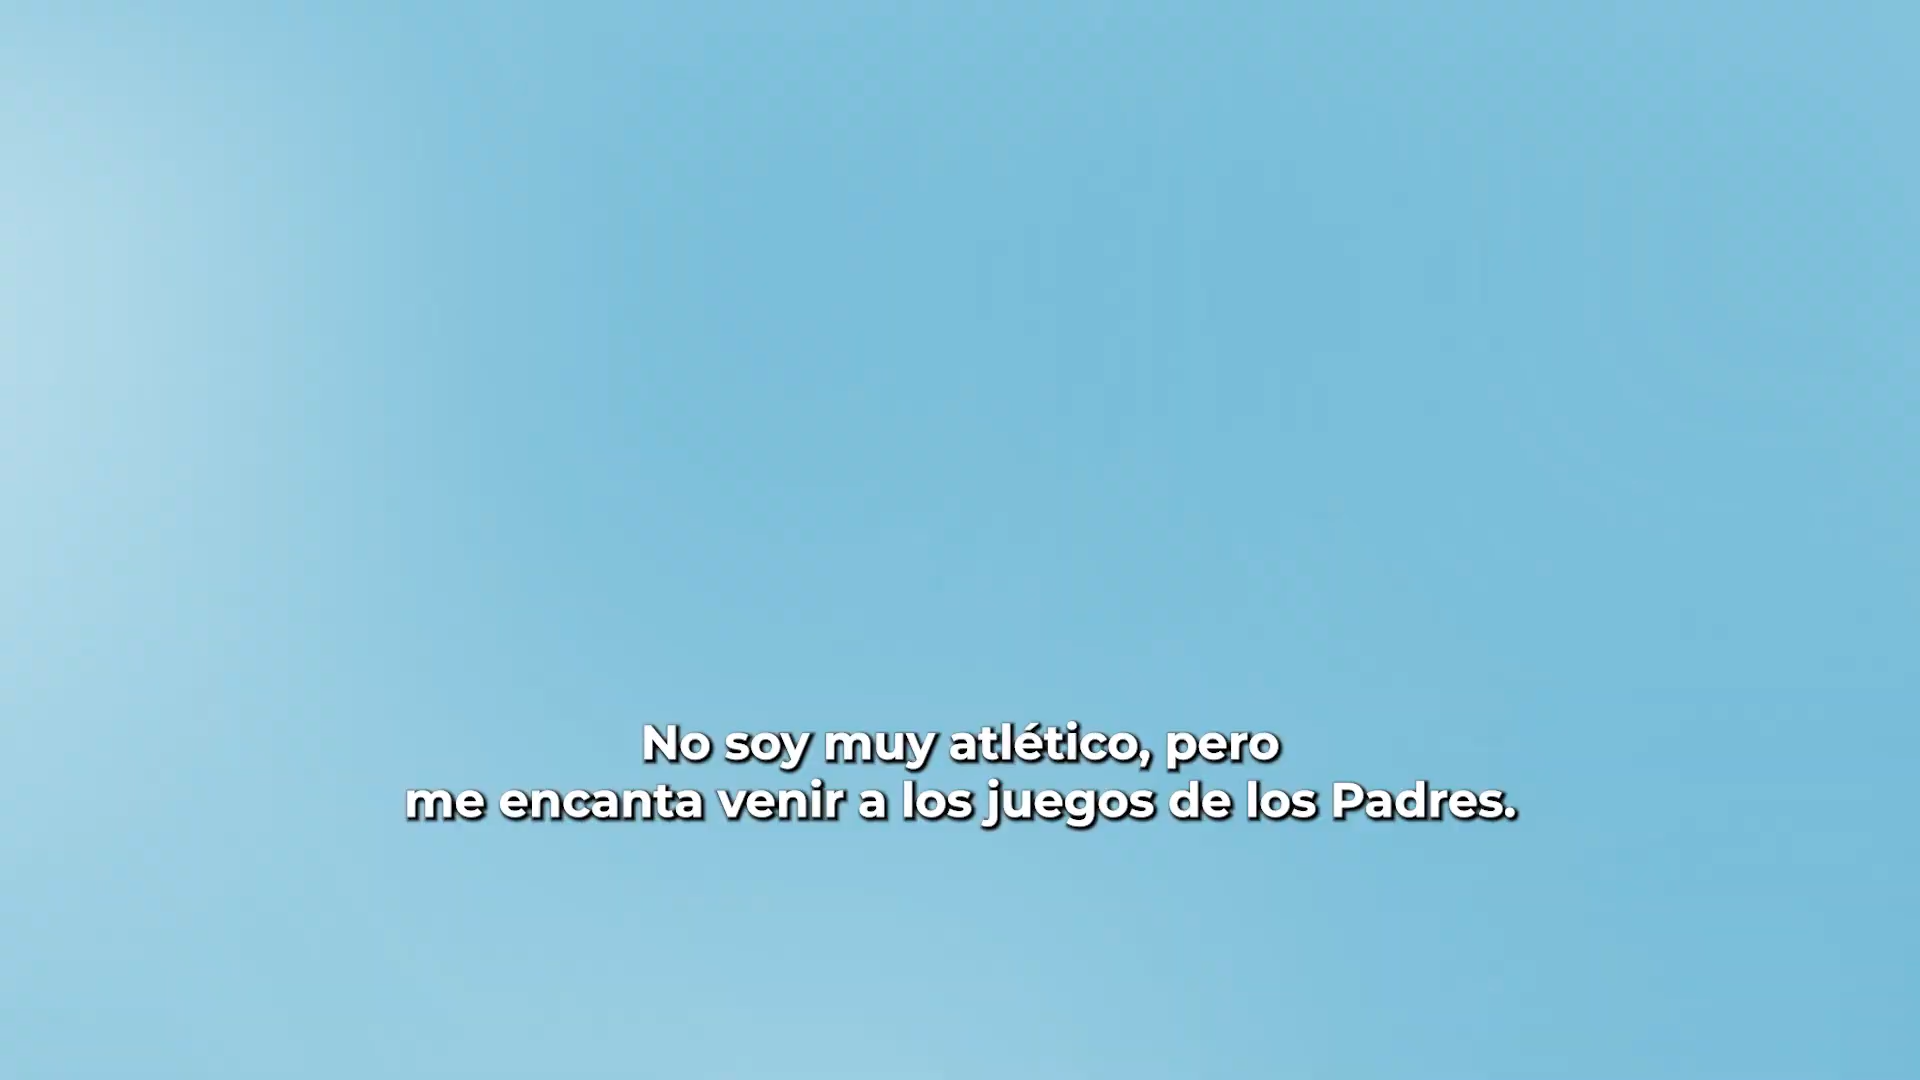 No soy muy atlético, pero
me encanta venir a los juegos de los Padres.